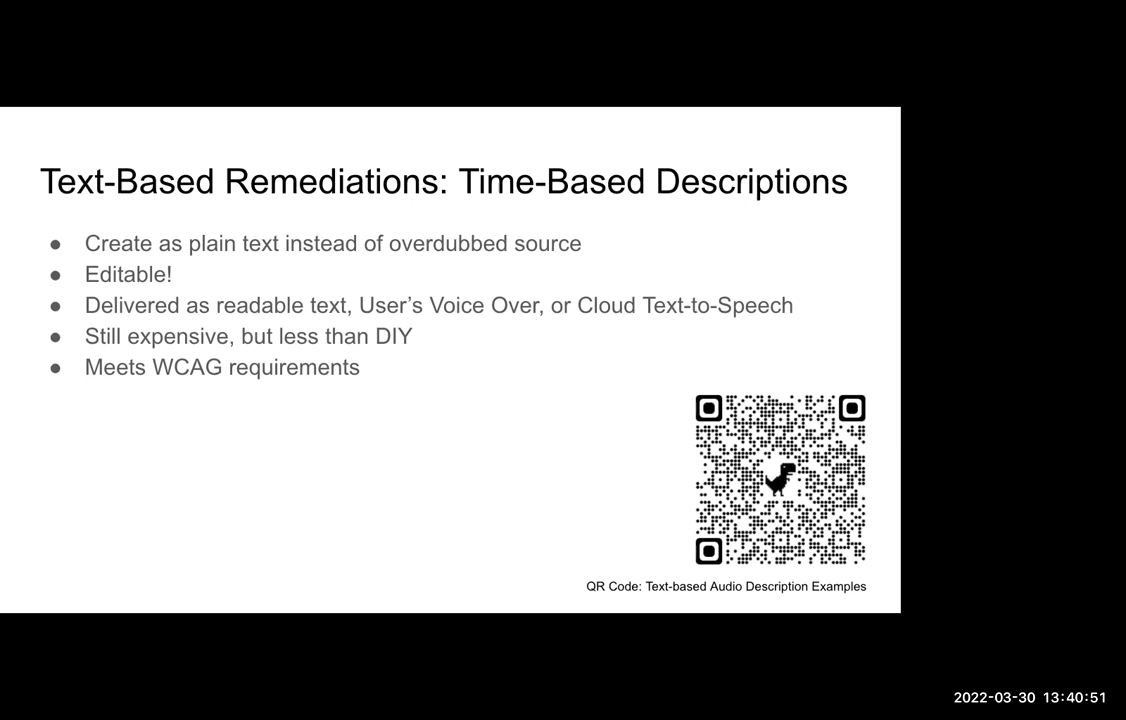 Text-Based Remediations: Time-Based Descriptions
● Create as plain text instead of overdubbed source
● Editable!
● Delivered as readable text, User’s Voice Over, or Cloud Text-to-Speech
● Still expensive, but less than DIY
● Meets WCAG requirements
QR Code: Text-based Audio Description Examples
2022-03-30 13:40:51